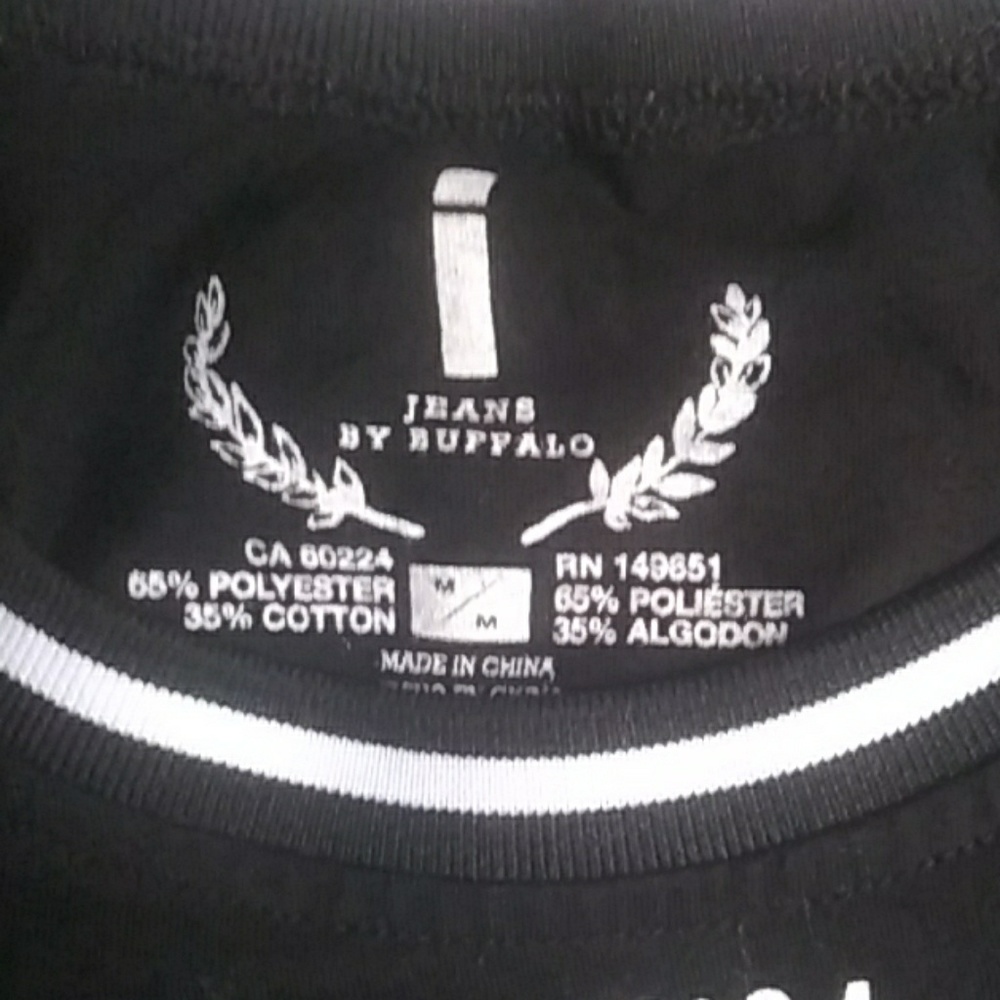 i
JEANS
BY BUFFALO
CA 60224
65% POLYESTER
35% COTTON
M
M
RN 149651
65% POLIÉSTER
35% ALGODON
MADE IN CHINA